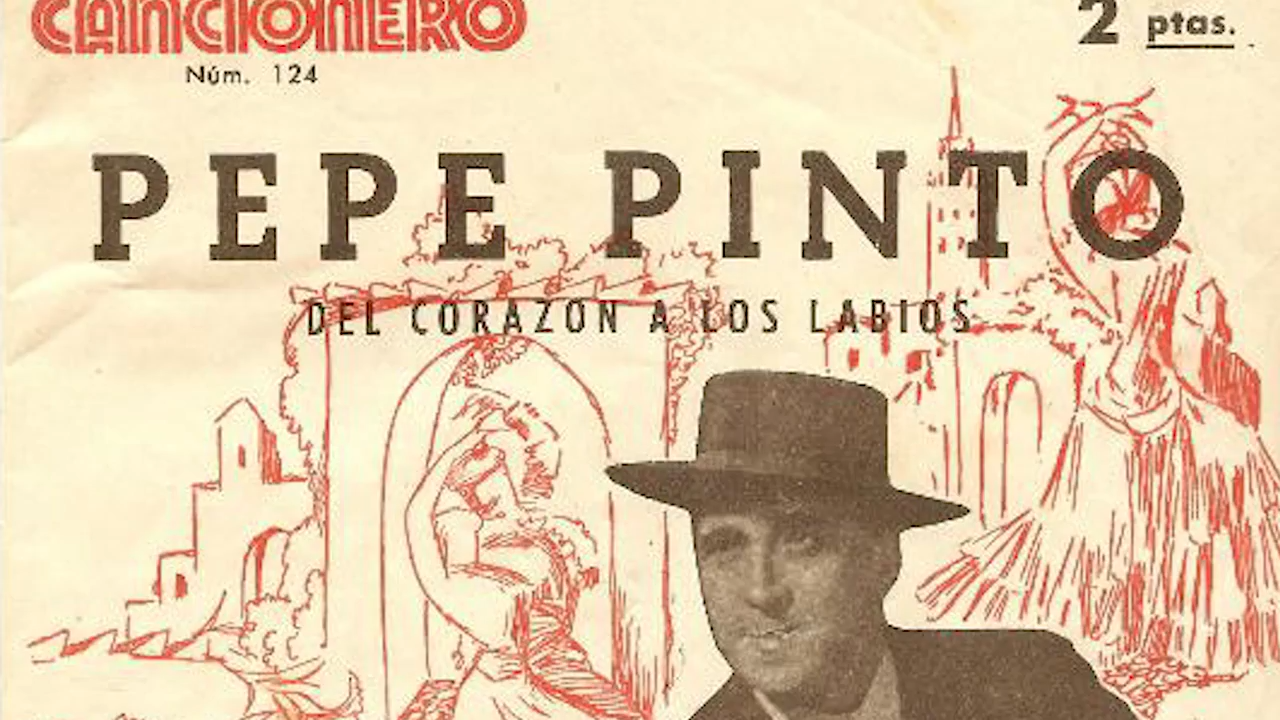 CANCIONERO
2 ptas.
Núm. 124
PEPE PINTO
DEL CORAZON A LOS LABIOS